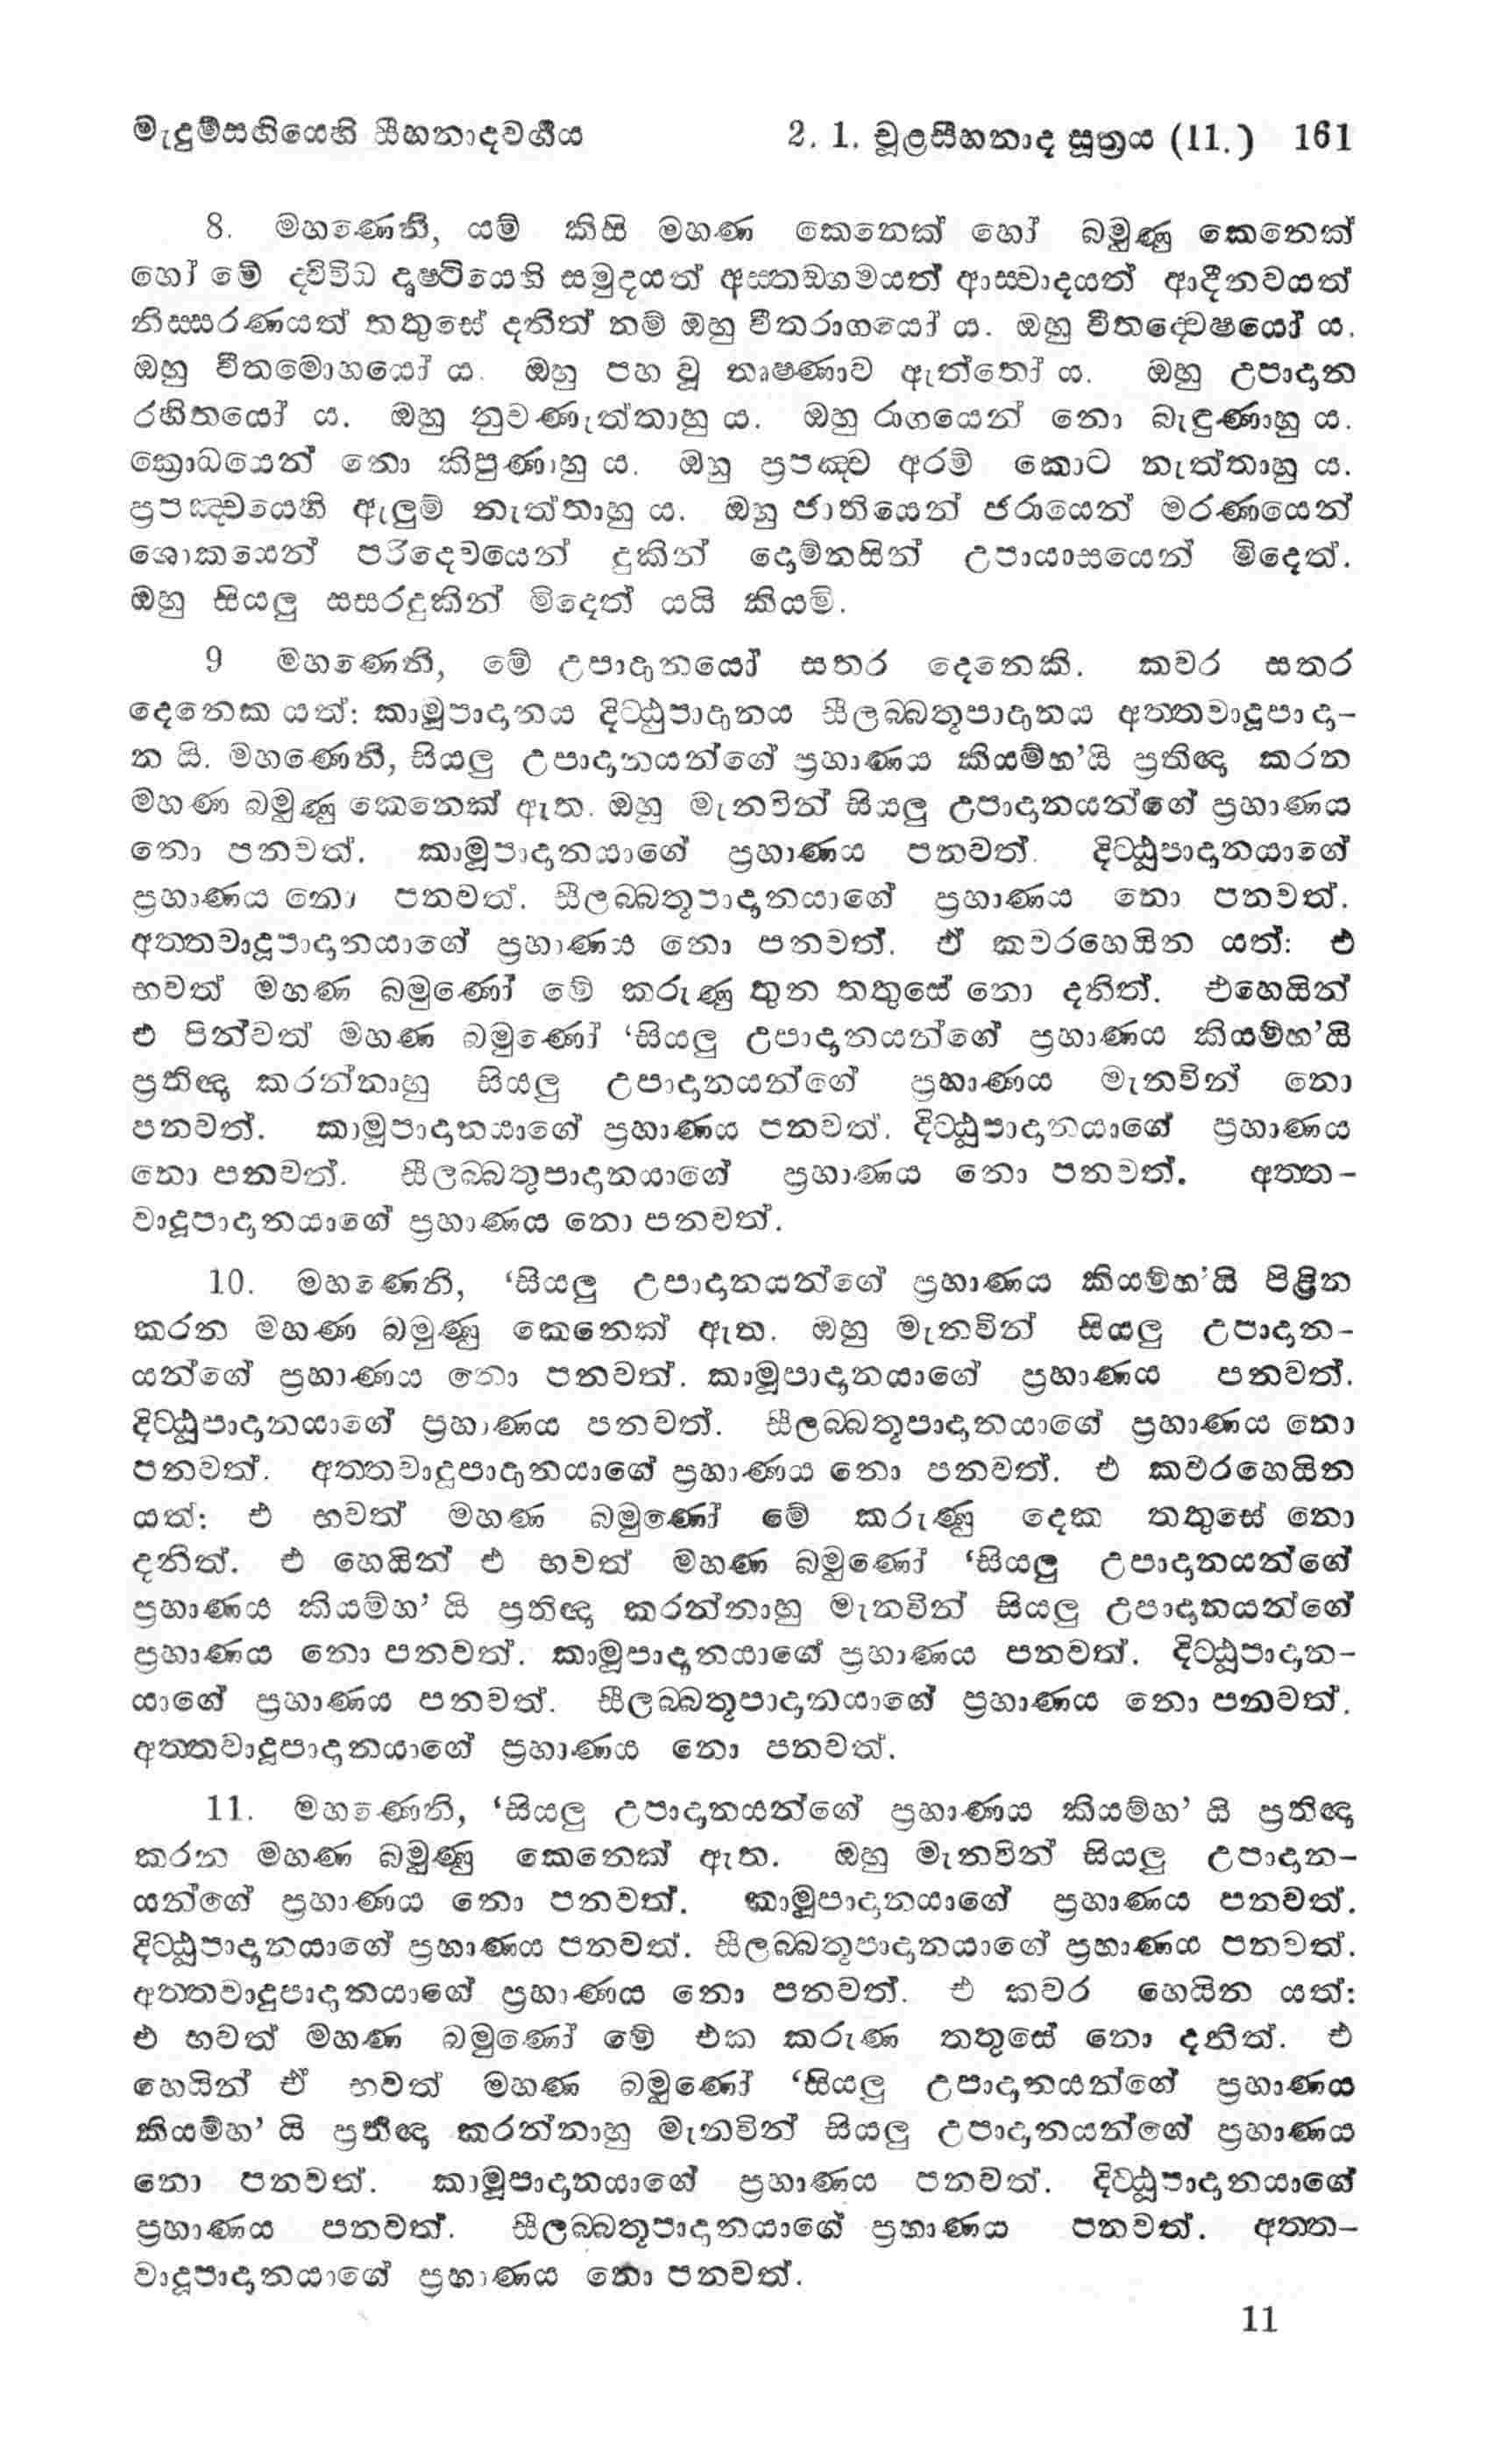 මැදුම්සඟියෙහි සීහනාදවර්‍ගය 2. 1. චූළසීහනාද සූත්‍රය (11.) 161
8. මහණෙනි, යම් කිසි මහණ කෙනෙක් හෝ බමුණු කෙනෙක්
හෝ මේ ද්විවිධ දෘෂ්ටියෙහි සමුදයත් අස්තඞ්ගමයත් ආස්වාදයත් ආදීනවයත්
නිස්සරණයත් තතුසේ දනිත් නම් ඔහු වීතරාගයෝ ය. ඔහු වීතද්වෙෂයෝ ය.
ඔහු වීතමොහයෝ ය. ඔහු පහ වූ තෘෂ්ණාව ඇත්තෝ ය. ඔහු උපාදාන
රහිතයෝ ය. ඔහු නුවණැත්තාහු ය. ඔහු රාගයෙන් නො බැඳුණාහු ය.
ක්‍රොධයෙන් නො කිපුණාහු ය. ඔහු ප්‍රපඤ්ච අරම් කොට නැත්තාහු ය.
ප්‍රපඤ්චයෙහි ඇලුම් නැත්තාහු ය. ඔහු ජාතියෙන් ජරායෙන් මරණයෙන්
ශොකයෙන් පරිදෙවයෙන් දුකින් දොම්නසින් උපායාසයෙන් මිදෙත්.
ඔහු සියලු සසරදුකින් මිදෙත් යයි කියමි.
9 මහණෙනි, මේ උපාදානයෝ සතර දෙනෙකි. කවර සතර
දෙනෙක යත්: කාමූපාදානය දිට්ඨුපාදානය සීලබ්බතූපාදානය අත්තවාදූපාදා-
න යි. මහණෙනි, සියලු උපාදානයන්ගේ ප්‍රහාණය කියම්හ’යි ප්‍රතිඥා කරන
මහණ බමුණු කෙනෙක් ඇත. ඔහු මැනවින් සියලු උපාදානයන්ගේ ප්‍රහාණය
නො පනවත්. කාමූපාදානයාගේ ප්‍රහාණය පනවත්. දිට්ඨුපාදානයාගේ
ප්‍රහාණය නො පනවත්. සීලබ්බතූපාදානයාගේ ප්‍රහාණය නො පනවත්.
අත්තවාදූපාදානයාගේ ප්‍රහාණය නො පනවත්. ඒ කවරහෙයින යත්: එ
භවත් මහණ බමුණෝ මේ කරුණු තුන තතුසේ නො දනිත්. එහෙයින්
එ පින්වත් මහණ බමුණෝ ‘සියලු උපාදානයන්ගේ ප්‍රහාණය කියම්හ’යි
ප්‍රතිඥා කරන්නාහු සියලු උපාදානයන්ගේ ප්‍රහාණය මැනවින් නො
පනවත්. කාමූපාදානයාගේ ප්‍රහාණය පනවත්. දිට්ඨුපාදානයාගේ ප්‍රහාණය
නො පනවත්. සීලබ්බතුපාදානයාගේ ප්‍රහාණය නො පනවත්. අත්ත-
වාදූපාදානයාගේ ප්‍රහාණය නො පනවත්.
10. මහණෙනි, ‘සියලු උපාදානයන්ගේ ප්‍රහාණය කියම්හ’යි පිළින
කරන මහණ බමුණු කෙනෙක් ඇත. ඔහු මැනවින් සියලු උපාදාන-
යන්ගේ ප්‍රහාණය නො පනවත්. කාමූපාදානයාගේ ප්‍රහාණය පනවත්.
දිට්ඨුපාදානයාගේ ප්‍රහාණය පනවත්. සීලබ්බතූපාදානයාගේ ප්‍රහාණය නො
පනවත්. අත්තවාදූපාදානයාගේ ප්‍රහාණය නො පනවත්. එ කවරහෙයින
යත්: එ භවත් මහණ බමුණෝ මේ කරුණු දෙක තතුසේ නො
දනිත්. එ හෙයින් එ භවත් මහණ බමුණෝ ‘සියලු උපාදානයන්ගේ
ප්‍රහාණය කියම්හ’ යි ප්‍රතිඥා කරන්නාහු මැනවින් සියලු උපාදානයන්ගේ
ප්‍රහාණය නො පනවත්. කාමූපාදානයාගේ ප්‍රහාණය පනවත්. දිට්ඨූපාදාන-
යාගේ ප්‍රහාණය පනවත්. සීලබ්බතූපාදානයාගේ ප්‍රහාණය නො පනවත්.
අත්තවාදූපාදානයාගේ ප්‍රහාණය නො පනවත්.
11. මහණෙනි, ‘සියලු උපාදානයන්ගේ ප්‍රහාණය කියම්හ’ යි ප්‍රතිඥා
කරන මහණ බමුණු කෙනෙක් ඇත. ඔහු මැනවින් සියලු උපාදාන-
යන්ගේ ප්‍රහාණය නො පනවත්. කාමූපාදානයාගේ ප්‍රහාණය පනවත්.
දිට්ඨුපාදානයාගේ ප්‍රහාණය පනවත්. සීලබ්බතූපාදානයාගේ ප්‍රහාණය පනවත්.
අත්තවාදුපාදානයාගේ ප්‍රහාණය නො පනවත්. එ කවර හෙයින යත්:
එ භවත් මහණ බමුණෝ මේ එක කරුණ තතුසේ නො දනිත්. එ
හෙයින් ඒ භවත් මහණ බමුණෝ ‘සියලු උපාදානයන්ගේ ප්‍රහාණය
කියම්හ’ යි ප්‍රතිඥා කරන්නාහු මැනවින් සියලු උපාදානයන්ගේ ප්‍රහාණය
නො පනවත්. කාමූපාදානයාගේ ප්‍රහාණය පනවත්. දිට්ඨූපාදානයාගේ
ප්‍රහාණය පනවත්. සීලබ්බතූපාදානයාගේ ප්‍රහාණය පනවත්. අත්ත-
වාදූපාදානයාගේ ප්‍රහාණය නො පනවත්.
11